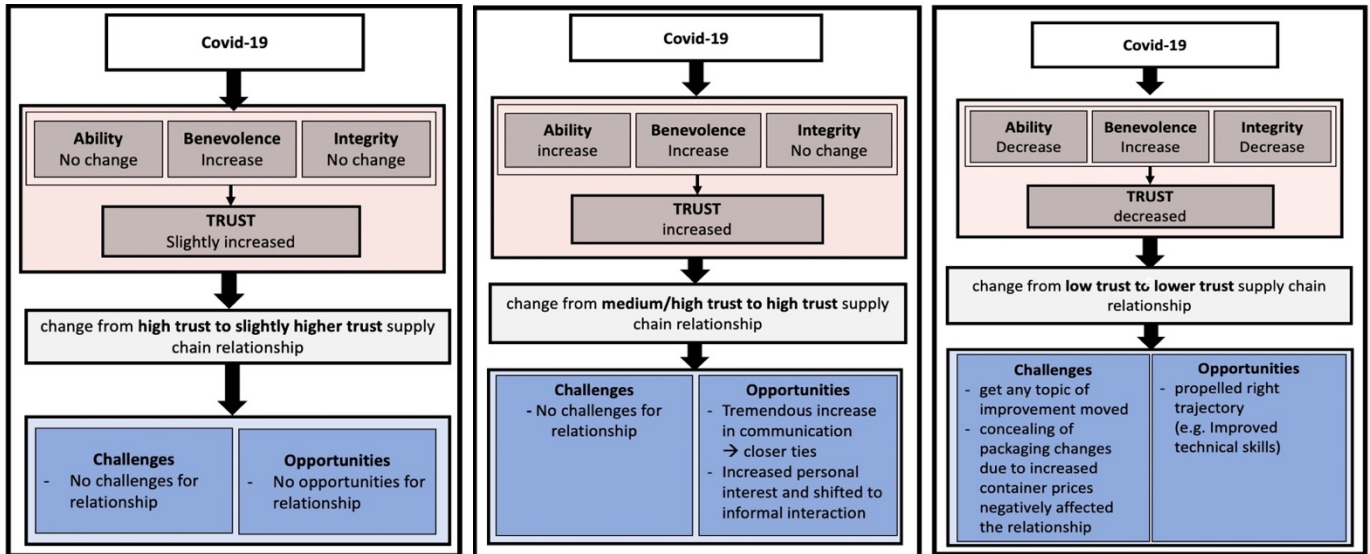 Covid-19
Ability
No change
Benevolence
Increase
Integrity
No change
TRUST
Slightly increased
change from high trust to slightly higher trust supply
chain relationship
Challenges
- No challenges for
relationship
Opportunities
- No opportunities for
relationship
Covid-19
Ability
increase
Benevolence
Increase
Integrity
No change
TRUST
increased
change from medium/high trust to high trust supply
chain relationship
Challenges
- No challenges for
relationship
Opportunities
- Tremendous increase
in communication
→ closer ties
- Increased personal
interest and shifted to
informal interaction
Covid-19
Ability
Decrease
Benevolence
Increase
Integrity
Decrease
TRUST
decreased
change from low trust to lower trust supply chain
relationship
Challenges
- get any topic of
improvement moved
- concealing of
packaging changes
due to increased
container prices
negatively affected
the relationship
Opportunities
- propelled right
trajectory
(e.g. Improved
technical skills)